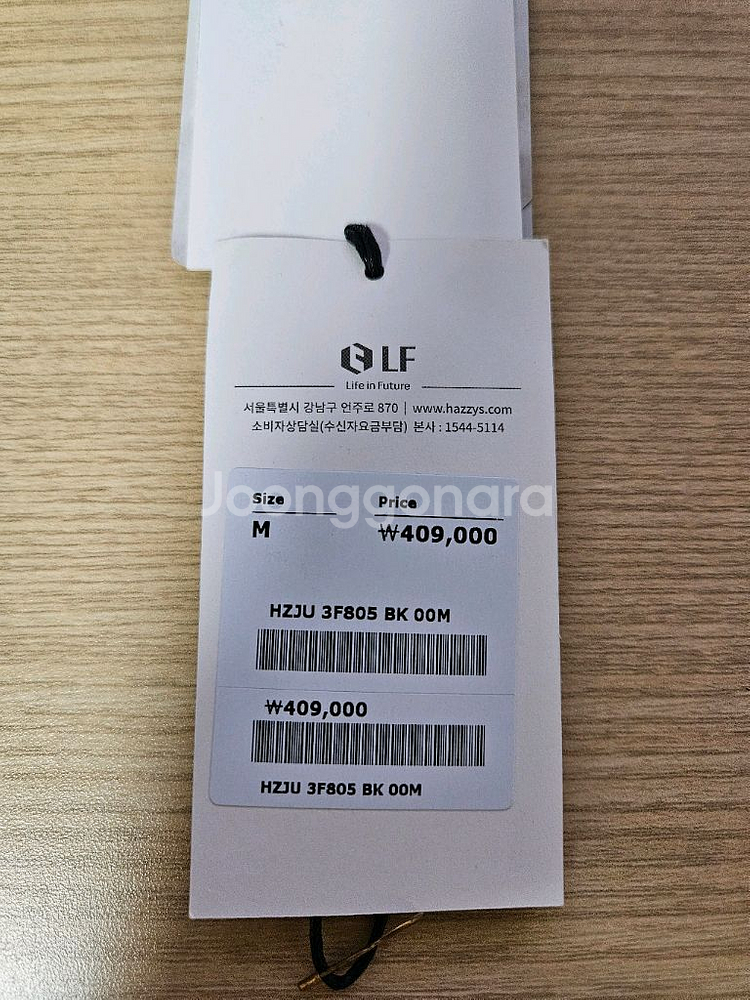 LF
Life in Future
서울특별시 강남구 언주로 870 | www.hazzys.com
소비자상담실(수신자요금부담) 본사 : 1544-5114
Joonggonara
Size Price
M ₩409,000
HZJU 3F805 BK 00M
₩409,000
HZJU 3F805 BK 00M